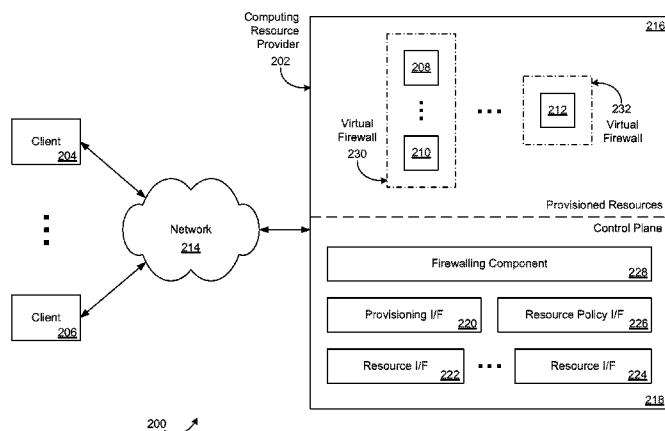 Computing
Resource
Provider
202
216
208
Virtual
Firewall
230
210
212
232
Virtual
Firewall
Client
204
Network
214
Client
206
Provisioned Resources
Control Plane
Firewalling Component
228
Provisioning I/F
220
Resource Policy I/F
226
Resource I/F
222
Resource I/F
224
218
200